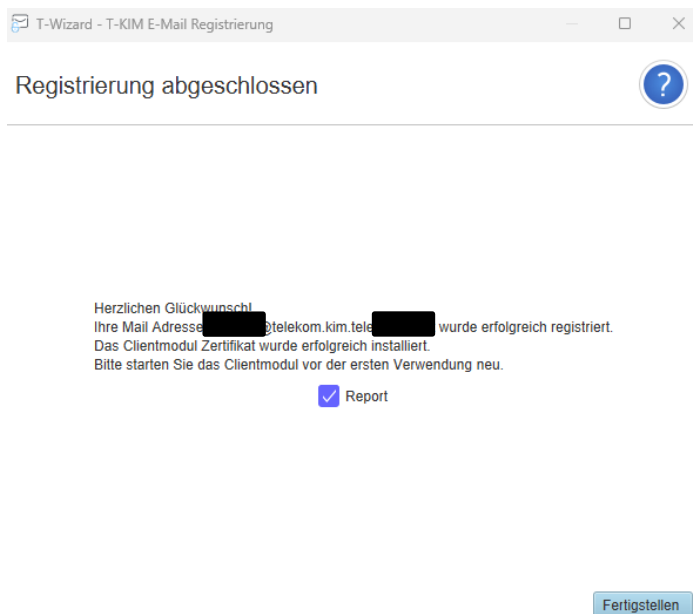 T-Wizard - T-KIM E-Mail Registrierung
Registrierung abgeschlossen
?
Herzlichen Glückwunsch!
Ihre Mail Adresse @telekom.kim.tele wurde erfolgreich registriert.
Das Clientmodul Zertifikat wurde erfolgreich installiert.
Bitte starten Sie das Clientmodul vor der ersten Verwendung neu.
Report
Fertigstellen